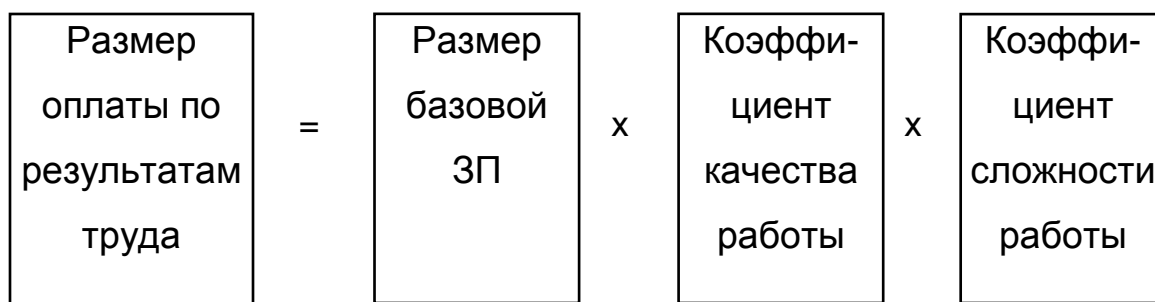 Размер
оплаты по
результатам
труда
=
Размер
базовой
ЗП
х
Коэффи-
циент
качества
работы
х
Коэффи-
циент
сложности
работы